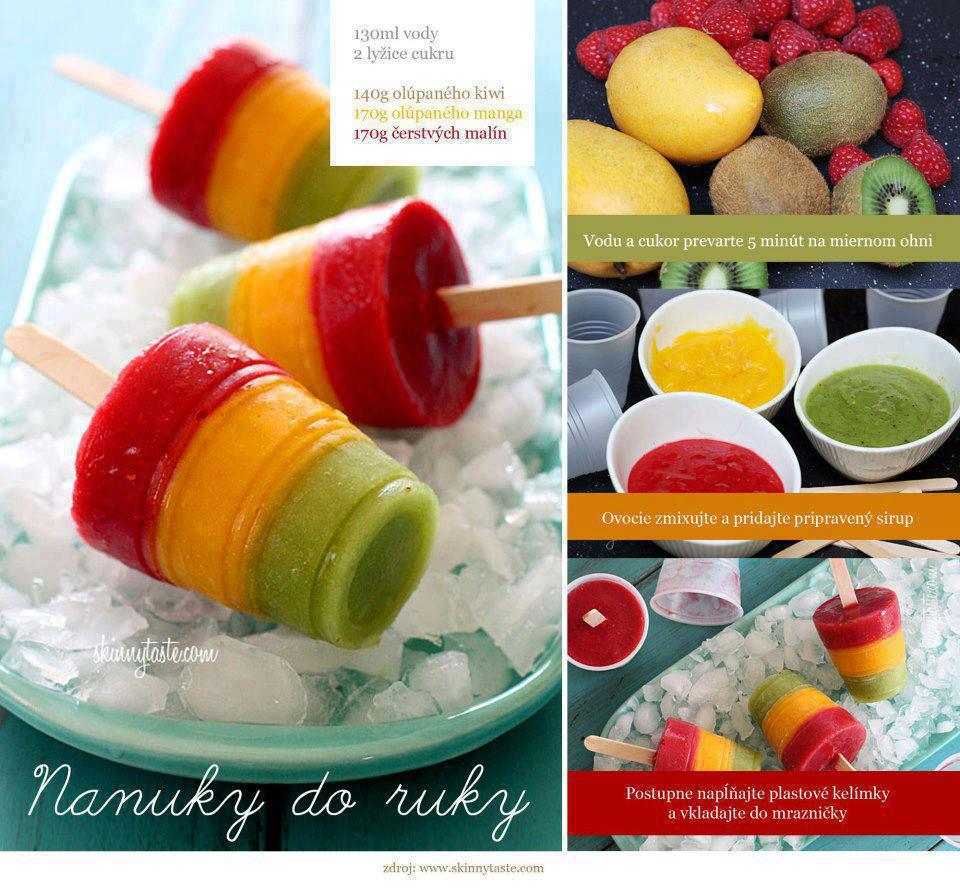 130ml vody
2 lyžice cukru
140g olúpaného kiwi
170g olúpaného manga
170g čerstvých malín
Vodu a cukor prevarte 5 minút na miernom ohni
Ovocie zmixujte a pridajte pripravený sirup
skinnytaste.com
Postupne napĺňajte plastové kelímky
a vkladajte do mrazničky
Nanuky do ruky
zdroj: www.skinnytaste.com